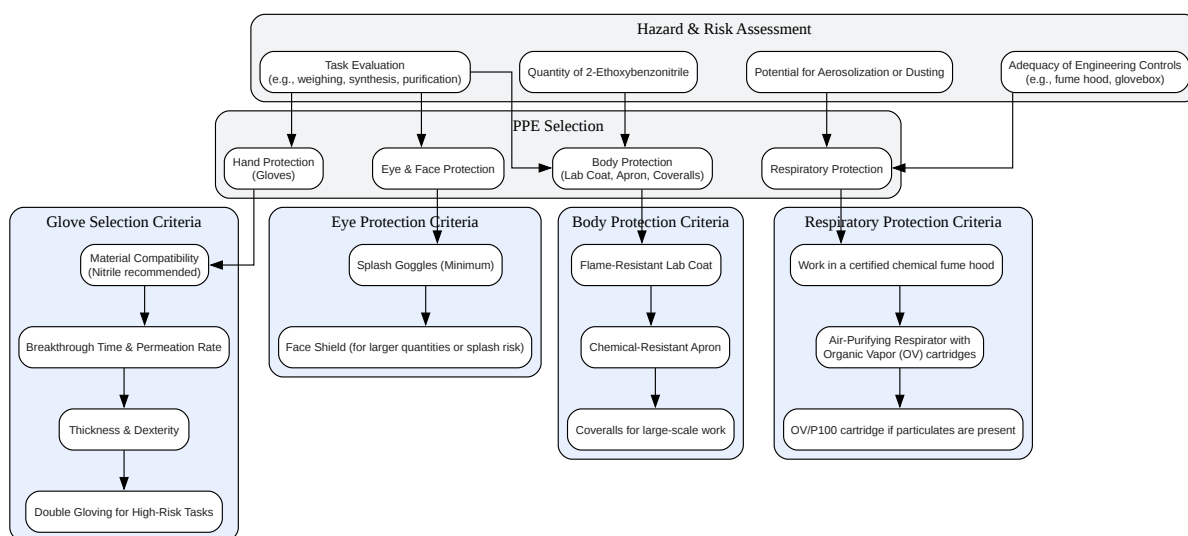 Hazard & Risk Assessment
Task Evaluation
(e.g., weighing, synthesis, purification)
Quantity of 2-Ethoxybenzonitrile
Potential for Aerosolization or Dusting
Adequacy of Engineering Controls
(e.g., fume hood, glovebox)
PPE Selection
Hand Protection
(Gloves)
Eye & Face Protection
Body Protection
(Lab Coat, Apron, Coveralls)
Respiratory Protection
Glove Selection Criteria
Material Compatibility
(Nitrile recommended)
Breakthrough Time & Permeation Rate
Thickness & Dexterity
Double Gloving for High-Risk Tasks
Eye Protection Criteria
Splash Goggles (Minimum)
Face Shield (for larger quantities or splash risk)
Body Protection Criteria
Flame-Resistant Lab Coat
Chemical-Resistant Apron
Coveralls for large-scale work
Respiratory Protection Criteria
Work in a certified chemical fume hood
Air-Purifying Respirator with
Organic Vapor (OV) cartridges
OV/P100 cartridge if particulates are present